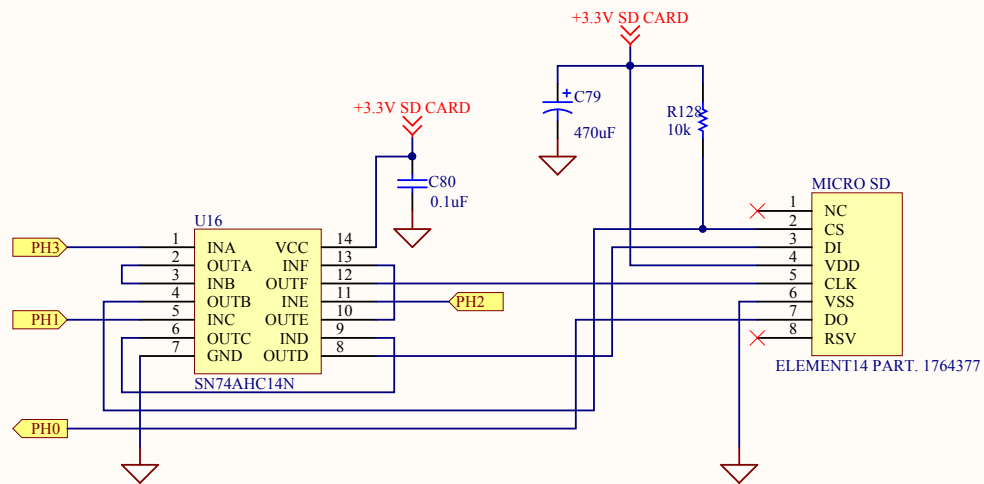 +3.3V SD CARD
C79
470uF
R128
10k
+3.3V SD CARD
C80
0.1uF
MICRO SD
1 NC
2 CS
3 DI
4 VDD
5 CLK
6 VSS
7 DO
8 RSV
ELEMENT14 PART. 1764377
U16
PH3 1 INA VCC 14
2 OUTA INF 13
3 INB OUTF 12
4 OUTB INE 11 PH2
PH1 5 INC OUTE 10
6 OUTC IND 9
7 GND OUTD 8
SN74AHC14N
PH0